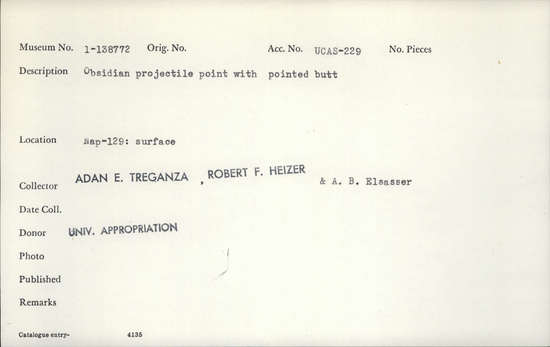 Museum No. 1-138772 Orig. No. Acc. No. UCAS-229 No. Pieces
Description Obsidian projectile point with pointed butt
Location Nap-129: surface
Collector ADAN E. TREGANZA , ROBERT F. HEIZER & A. B. Elsasser
Date Coll.
Donor UNIV. APPROPRIATION
Photo
Published
Remarks
Catalogue entry- 4135